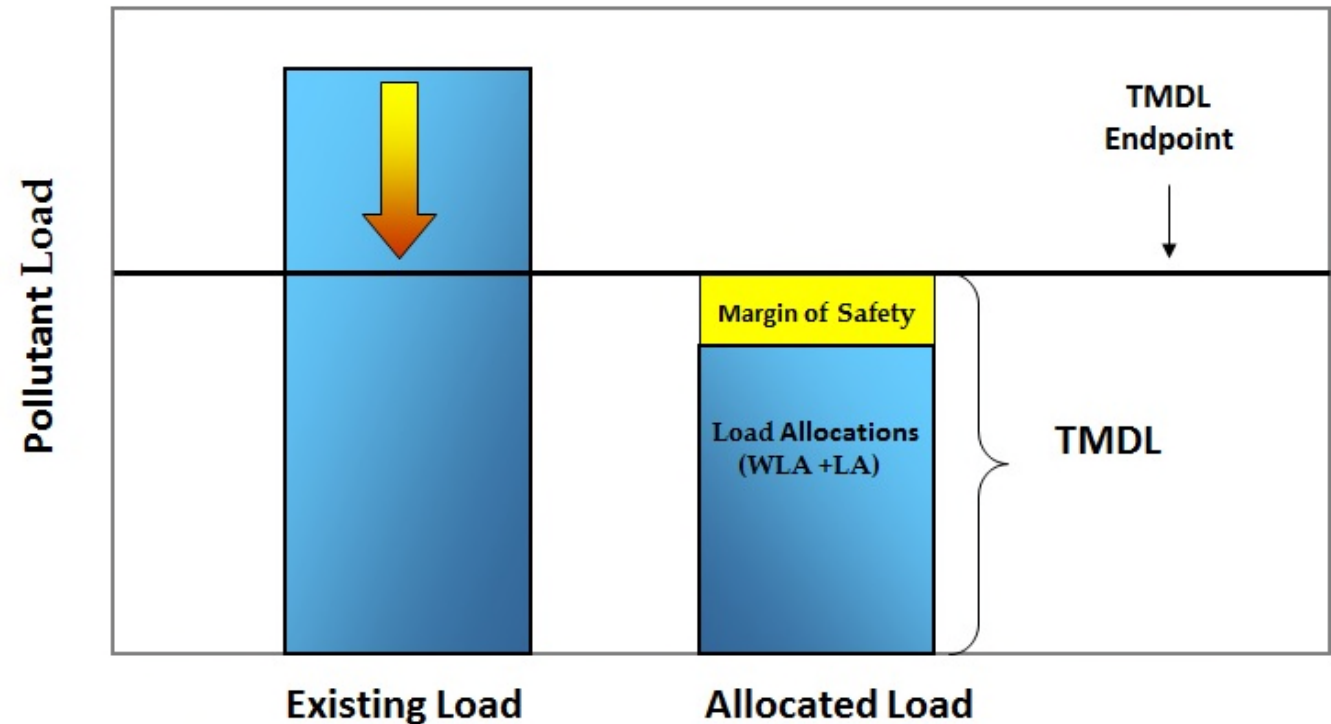 TMDL
Endpoint
Pollutant Load
Margin of Safety
Load Allocations
(WLA +LA)
TMDL
Existing Load
Allocated Load